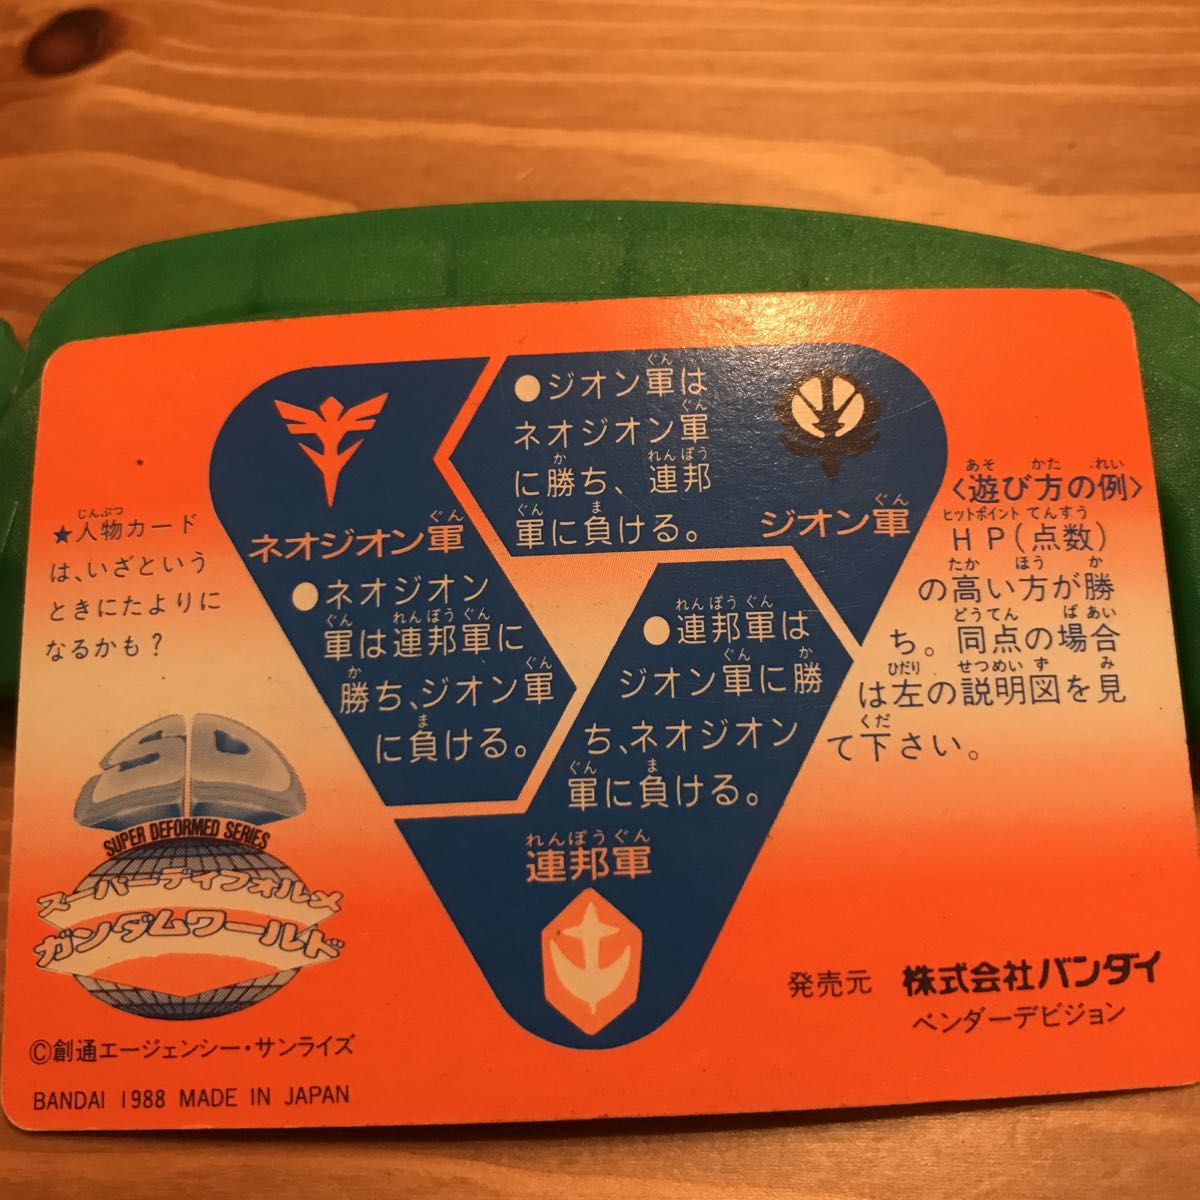 ●ジオン軍は
ネオジオン軍
に勝ち、連邦
軍に負ける。
ネオジオン軍
ジオン軍
●ネオジオン
軍は連邦軍に
勝ち、ジオン軍
に負ける。
●連邦軍は
ジオン軍に勝
ち、ネオジオン
軍に負ける。
連邦軍
★人物カード
は、いざという
ときにたよりに
なるかも?
〈遊び方の例〉
HP(点数)
の高い方が勝
ち。同点の場合
は左の説明図を見
て下さい。
SD
SUPER DEFORMED SERIES
スーパーディフォルメ
ガンダムワールド
©創通エージェンシー・サンライズ
BANDAI 1988 MADE IN JAPAN
発売元 株式会社バンダイ
ベンダーデビジョン